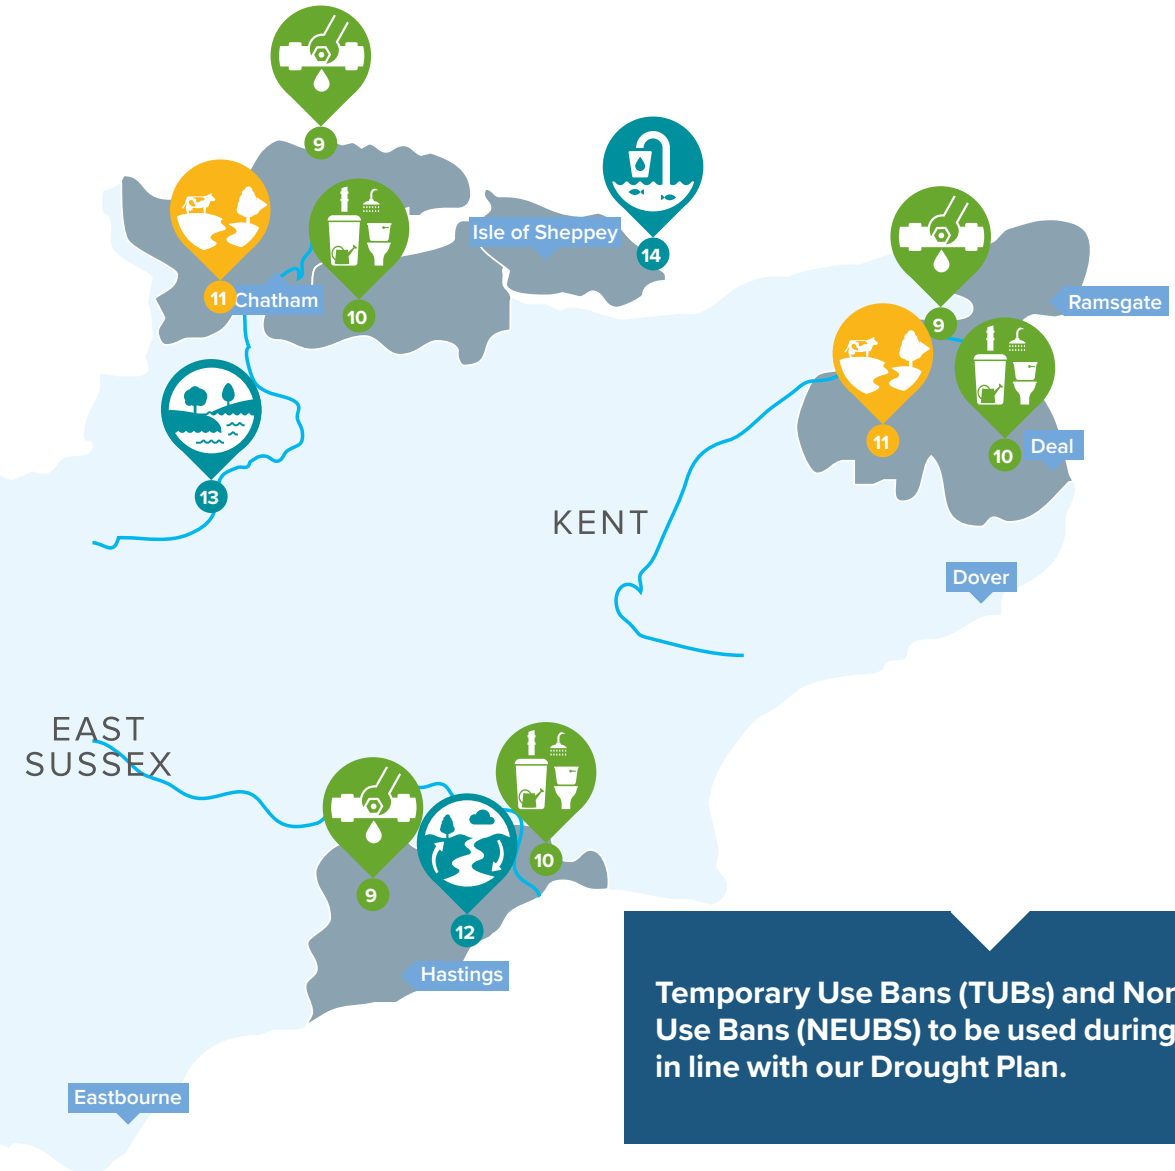 9
14
Isle of Sheppey
11
Chatham
10
9
Ramsgate
11
10
Deal
13
KENT
Dover
EAST
SUSSEX
9
10
12
Hastings
Temporary Use Bans (TUBs) and Non
Use Bans (NEUBS) to be used during
in line with our Drought Plan.
Eastbourne